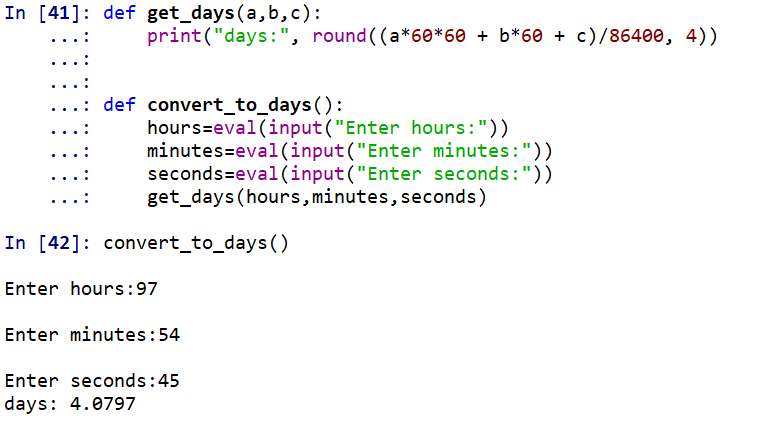 In [41]: def get_days(a,b,c):
    ...:     print("days:", round((a*60*60 + b*60 + c)/86400, 4))
    ...:
    ...:
    ...: def convert_to_days():
    ...:     hours=eval(input("Enter hours:"))
    ...:     minutes=eval(input("Enter minutes:"))
    ...:     seconds=eval(input("Enter seconds:"))
    ...:     get_days(hours,minutes,seconds)
In [42]: convert_to_days()
Enter hours:97
Enter minutes:54
Enter seconds:45
days: 4.0797